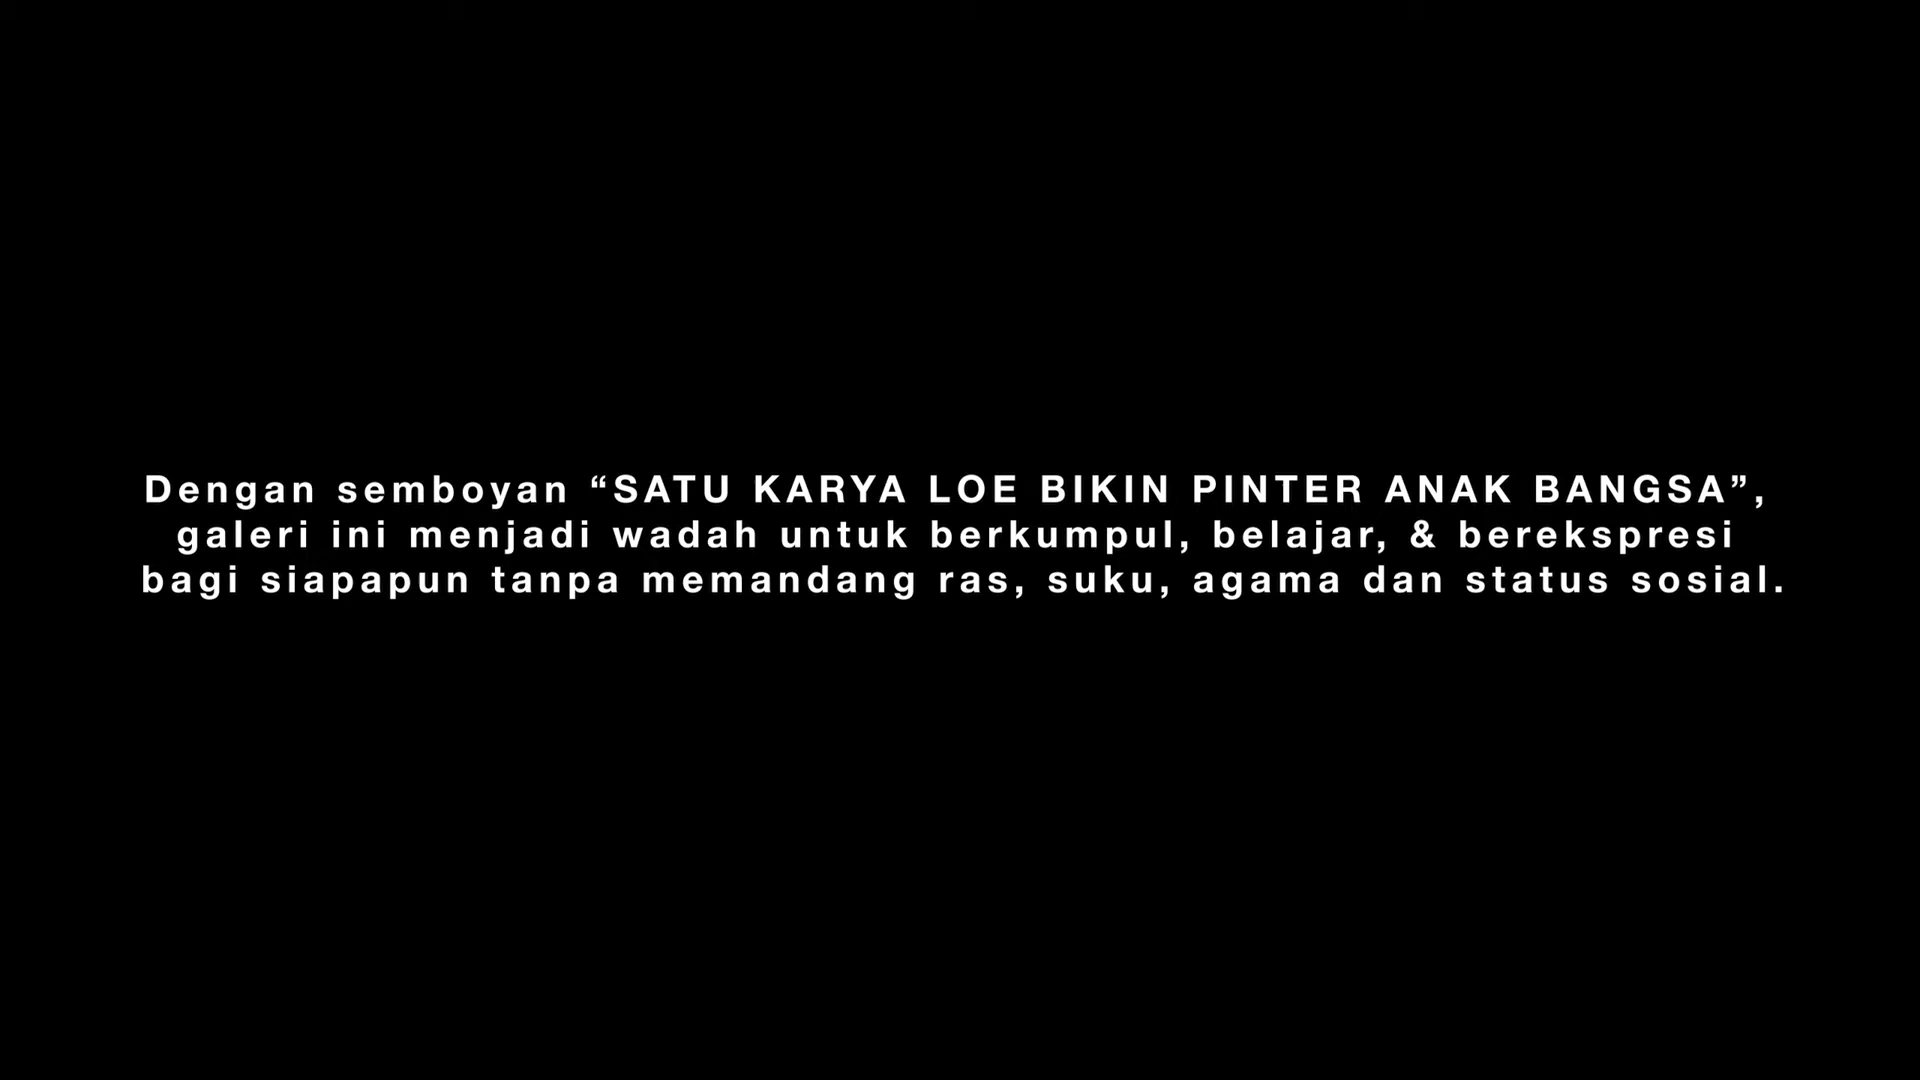 Dengan semboyan “SATU KARYA LOE BIKIN PINTER ANAK BANGSA”,
galeri ini menjadi wadah untuk berkumpul, belajar, & berekspresi
bagi siapapun tanpa memandang ras, suku, agama dan status sosial.